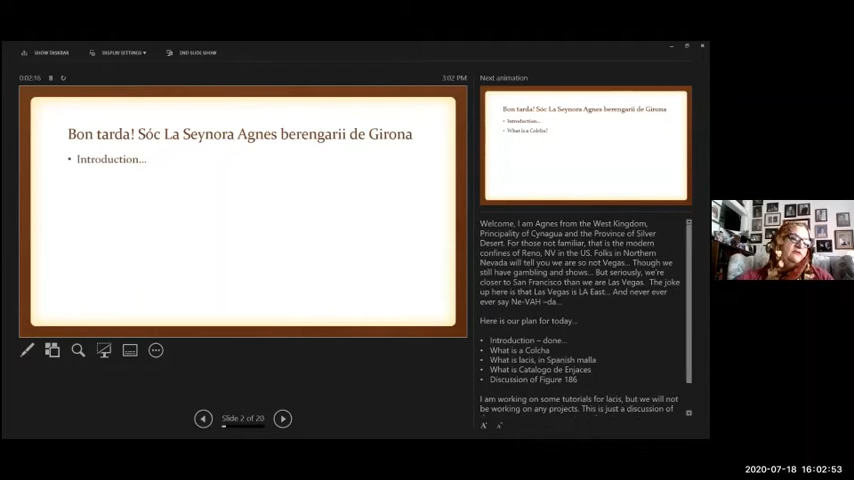 SHOW TASKBAR
DISPLAY SETTINGS
END SLIDE SHOW
0:02:16
3:02 PM
Bon tarda! Sóc La Seynora Agnes berengarii de Girona
• Introduction...
Slide 2 of 20
Next animation
Bon tarda! Sóc La Seynora Agnes berengarii de Girona
• Introduction...
• What is a Colcha?
Welcome, I am Agnes from the West Kingdom,
Principality of Cynagua and the Province of Silver
Desert. For those not familiar, that is the modern
confines of Reno, NV in the US. Folks in Northern
Nevada will tell you we are so not Vegas... Though we
still have gambling and shows... But seriously, we're
closer to San Francisco than we are Las Vegas. The joke
up here is that Las Vegas is LA East... And never ever
ever say Ne-VAH –da...
Here is our plan for today...
• Introduction – done...
• What is a Colcha
• What is lacis, in Spanish malla
• What is Catalogo de Enjaces
• Discussion of Figure 186
I am working on some tutorials for lacis, but we will not
be working on any projects. This is just a discussion of
2020-07-18 16:02:53